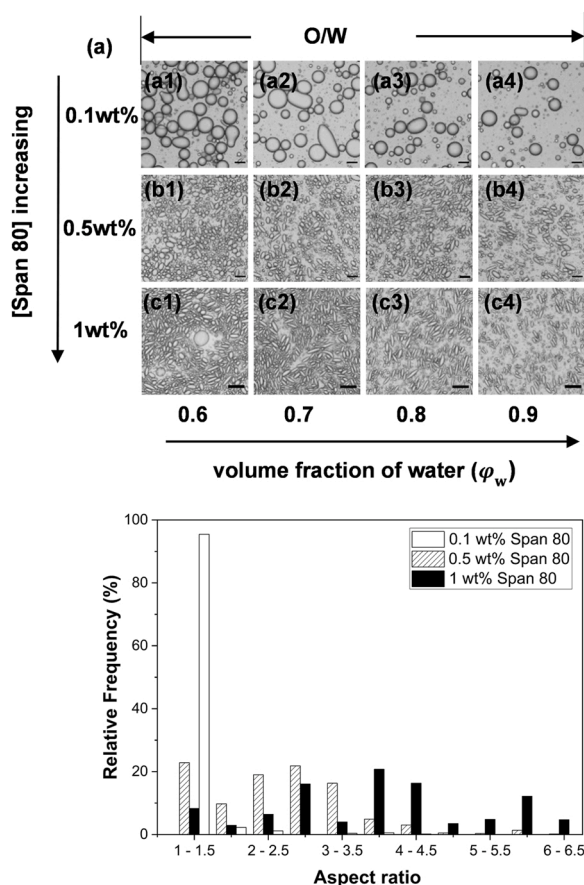 (a)
O/W
[Span 80] increasing
0.1wt%
(a1) (a2) (a3) (a4)
0.5wt%
(b1) (b2) (b3) (b4)
1wt%
(c1) (c2) (c3) (c4)
0.6 0.7 0.8 0.9
volume fraction of water (φw)
Relative Frequency (%)
100
80
60
40
20
0
0.1 wt% Span 80
0.5 wt% Span 80
1 wt% Span 80
1 - 1.5 2 - 2.5 3 - 3.5 4 - 4.5 5 - 5.5 6 - 6.5
Aspect ratio